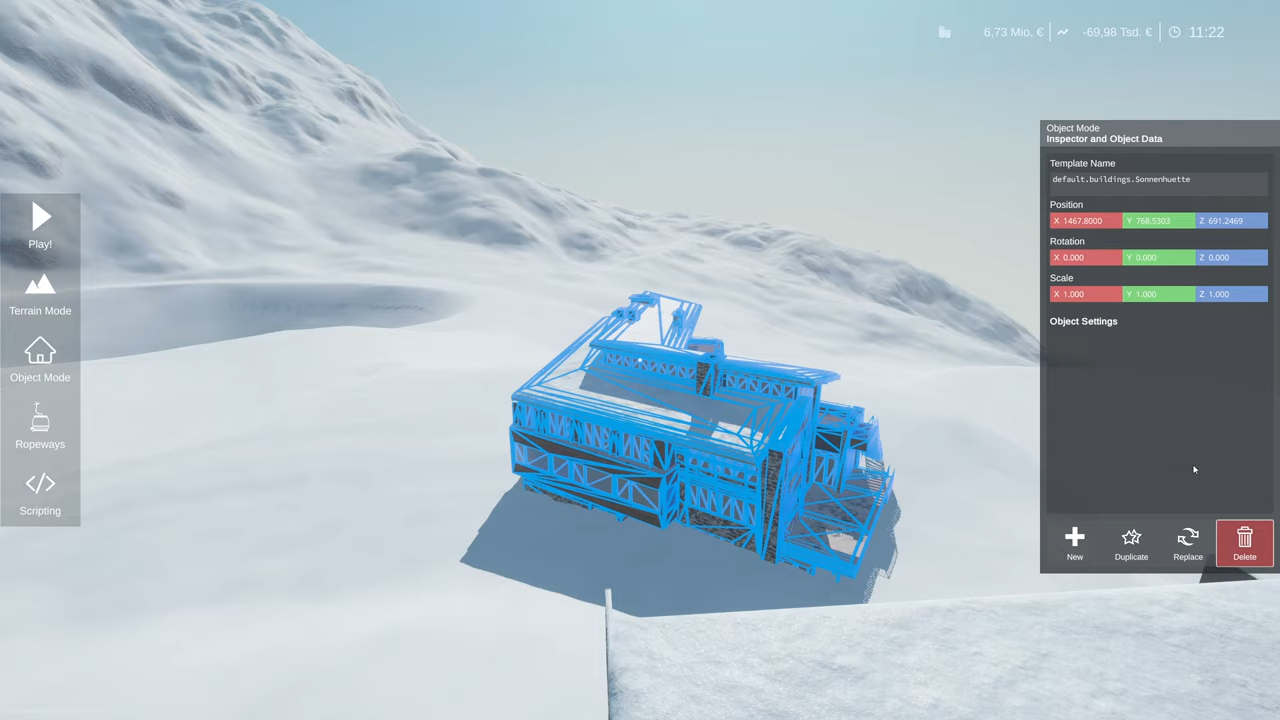 6,73 Mio. €
-69,98 Tsd. €
11:22
Object Mode
Inspector and Object Data
Template Name
default.buildings.Sonnenhuette
Position
X 1467.8000 Y 768.5303 Z 691.2469
Rotation
X 0.000 Y 0.000 Z 0.000
Scale
X 1.000 Y 1.000 Z 1.000
Object Settings
New Duplicate Replace Delete
Play!
Terrain Mode
Object Mode
Ropeways
Scripting